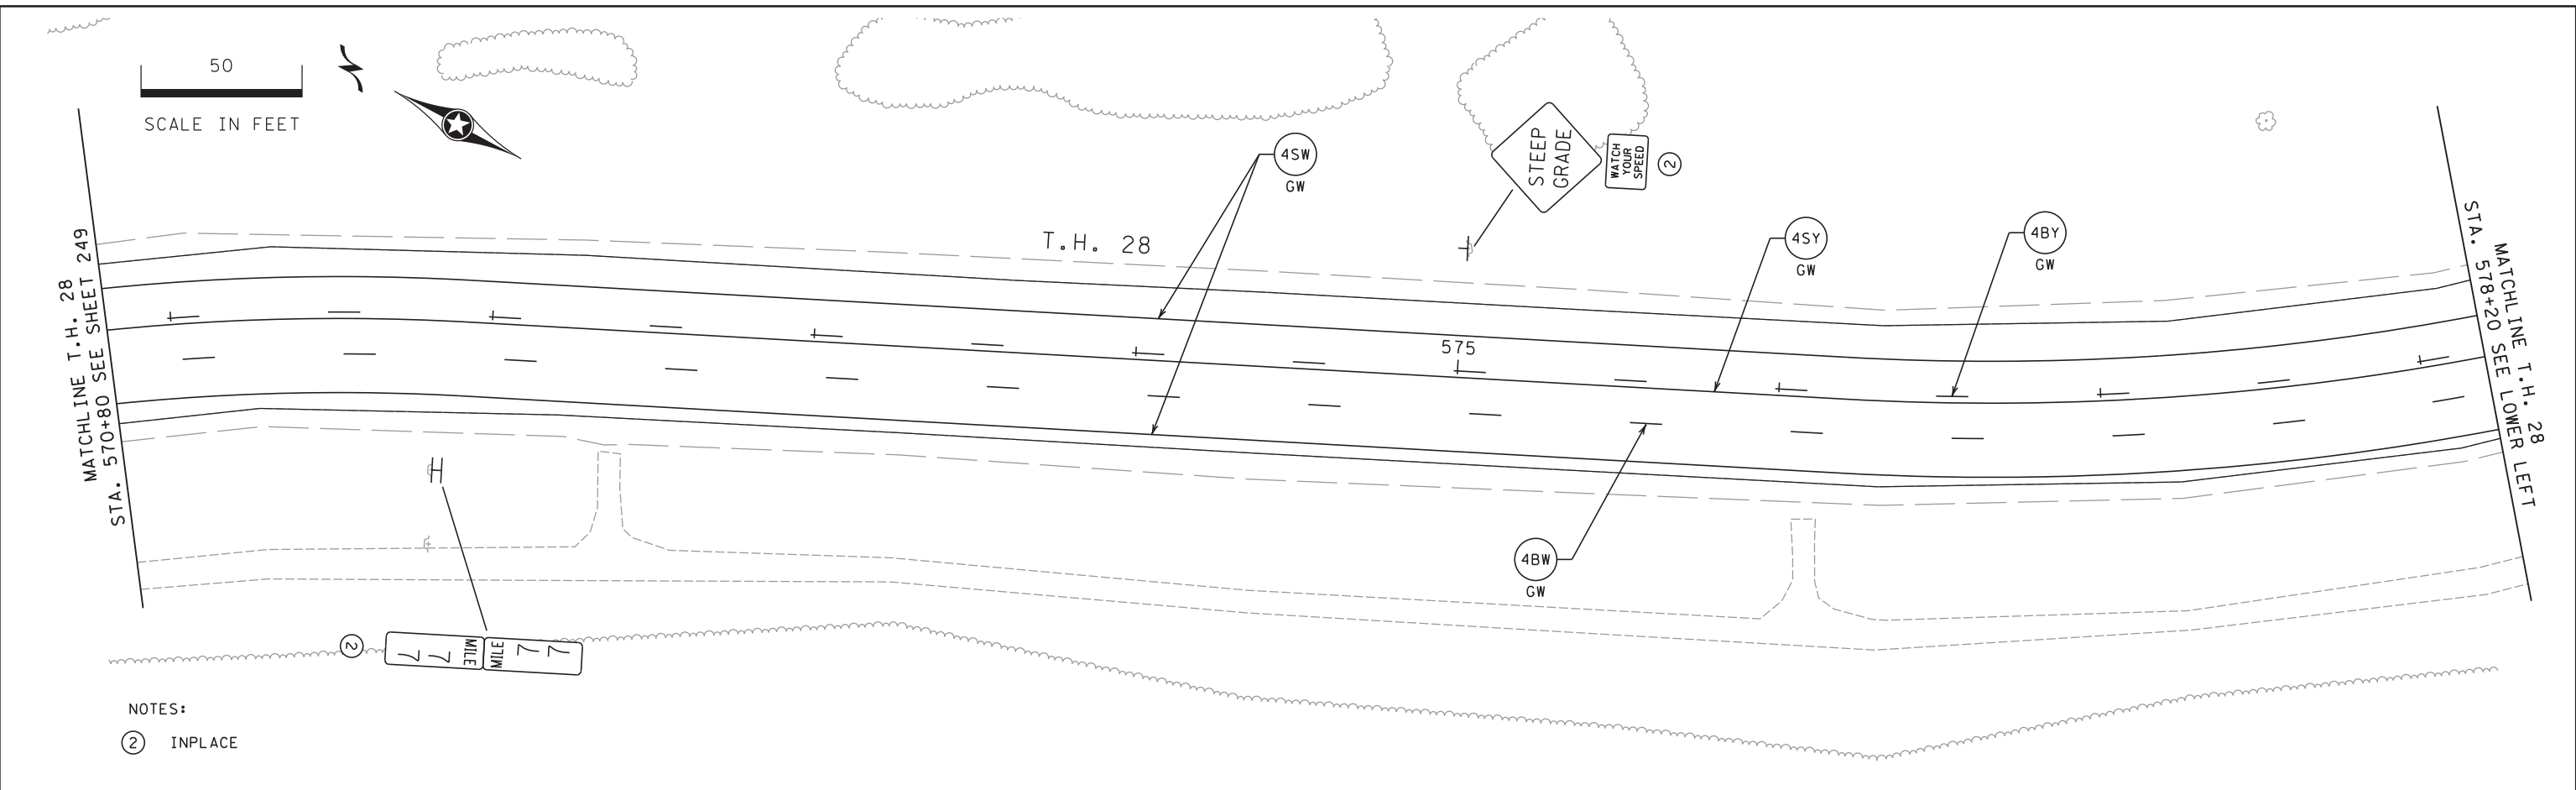 50
SCALE IN FEET
MATCHLINE T.H. 28
STA. 570+80 SEE SHEET 249
T.H. 28
4SW
GW
STEEP
GRADE
WATCH
YOUR
SPEED
2
4SY
GW
4BY
GW
575
4BW
GW
MATCHLINE T.H. 28
STA. 578+20 SEE LOWER LEFT
2
MILE
7
7
MILE
7
7
NOTES:
2 INPLACE